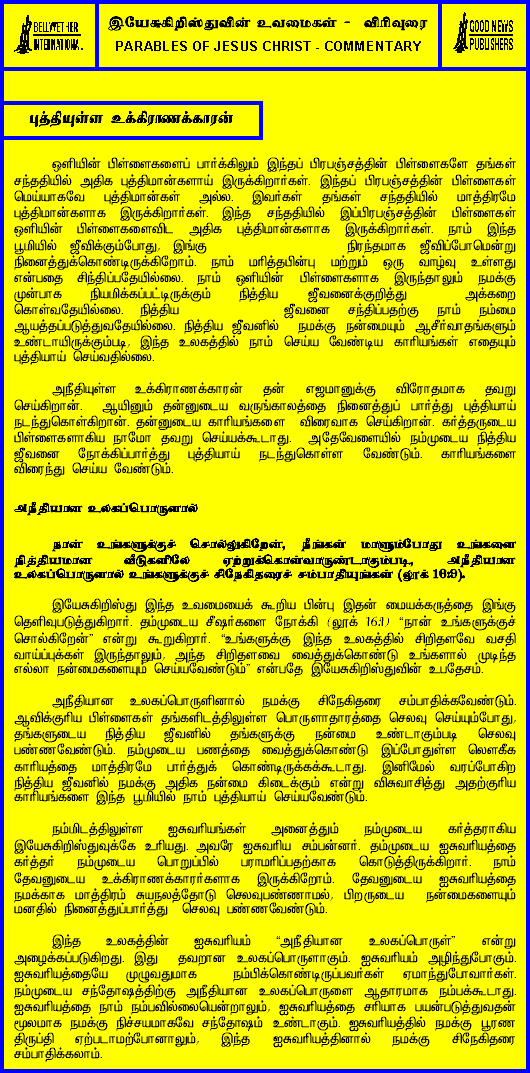 BELLWETHER
INTERNATIONAL
இயேசுகிறிஸ்துவின் உவமைகள் - விரிவுரை
PARABLES OF JESUS CHRIST - COMMENTARY
GOOD NEWS
PUBLISHERS
புத்தியுள்ள உக்கிராணக்காரன்
ஒளியின் பிள்ளைகளைப் பார்க்கிலும் இந்தப் பிரபஞ்சத்தின் பிள்ளைகளே தங்கள்
சந்ததியில் அதிக புத்திமான்களாய் இருக்கிறார்கள். இந்தப் பிரபஞ்சத்தின் பிள்ளைகள்
மெய்யாகவே புத்திமான்கள் அல்ல. இவர்கள் தங்கள் சந்ததியில் மாத்திரமே
புத்திமான்களாக இருக்கிறார்கள். இந்த சந்ததியில் இப்பிரபஞ்சத்தின் பிள்ளைகள்
ஒளியின் பிள்ளைகளைவிட அதிக புத்திமான்களாக இருக்கிறார்கள். நாம் இந்த
பூமியில் ஜீவிக்கும்போது, இங்கு நிரந்தமாக ஜீவிப்போமென்று
நினைத்துக்கொண்டிருக்கிறோம். நாம் மரித்தபின்பு மற்றும் ஒரு வாழ்வு உள்ளது
என்பதை சிந்திப்பதேயில்லை. நாம் ஒளியின் பிள்ளைகளாக இருந்தாலும் நமக்கு
முன்பாக நியமிக்கப்பட்டிருக்கும் நித்திய ஜீவனைக்குறித்து அக்கறை
கொள்வதேயில்லை. நித்திய ஜீவனை சந்திப்பதற்கு நாம் நம்மை
ஆயத்தப்படுத்துவதேயில்லை. நித்திய ஜீவனில் நமக்கு நன்மையும் ஆசீர்வாதங்களும்
உண்டாயிருக்கும்படி, இந்த உலகத்தில் நாம் செய்ய வேண்டிய காரியங்கள் எதையும்
புத்தியாய் செய்வதில்லை.
அநீதியுள்ள உக்கிராணக்காரன் தன் எஜமானுக்கு விரோதமாக தவறு
செய்கிறான். ஆயினும் தன்னுடைய வருங்காலத்தை நினைத்துப் பார்த்து புத்தியாய்
நடந்துகொள்கிறான். தன்னுடைய காரியங்களை விரைவாக செய்கிறான். கர்த்தருடைய
பிள்ளைகளாகிய நாமோ தவறு செய்யக்கூடாது. அதேவேளையில் நம்முடைய நித்திய
ஜீவனை நோக்கிப்பார்த்து புத்தியாய் நடந்துகொள்ள வேண்டும். காரியங்களை
விரைந்து செய்ய வேண்டும்.
அநீதியான உலகப்பொருளால்
நான் உங்களுக்குச் சொல்லுகிறேன், நீங்கள் மாளும்போது உங்களை
நித்தியமான வீடுகளிலே ஏற்றுக்கொள்வாருண்டாகும்படி, அநீதியான
உலகப்பொருளால் உங்களுக்குச் சிநேகிதரைச் சம்பாதியுங்கள் (லூக் 16:9).
இயேசுகிறிஸ்து இந்த உவமையைக் கூறிய பின்பு இதன் மையக்கருத்தை இங்கு
தெளிவுபடுத்துகிறார். தம்முடைய சீஷர்களை நோக்கி (லூக் 16:1) "நான் உங்களுக்குச்
சொல்கிறேன்" என்று கூறுகிறார். "உங்களுக்கு இந்த உலகத்தில் சிறிதளவே வசதி
வாய்ப்புக்கள் இருந்தாலும், அந்த சிறிதளவை வைத்துக்கொண்டு உங்களால் முடிந்த
எல்லா நன்மைகளையும் செய்யவேண்டும்" என்பதே இயேசுகிறிஸ்துவின் உபதேசம்.
அநீதியான உலகப்பொருளினால் நமக்கு சிநேகிதரை சம்பாதிக்கவேண்டும்.
ஆவிக்குரிய பிள்ளைகள் தங்களிடத்திலுள்ள பொருளாதாரத்தை செலவு செய்யும்போது,
தங்களுடைய நித்திய ஜீவனில் தங்களுக்கு நன்மை உண்டாகும்படி செலவு
பண்ணவேண்டும். நம்முடைய பணத்தை வைத்துக்கொண்டு இப்போதுள்ள லௌகீக
காரியத்தை மாத்திரமே பார்த்துக் கொண்டிருக்கக்கூடாது. இனிமேல் வரப்போகிற
நித்திய ஜீவனில் நமக்கு அதிக நன்மை கிடைக்கும் என்று விசுவாசித்து அதற்குரிய
காரியங்களை இந்த பூமியில் நாம் புத்தியாய் செய்யவேண்டும்.
நம்மிடத்திலுள்ள ஐசுவரியங்கள் அனைத்தும் நம்முடைய கர்த்தராகிய
இயேசுகிறிஸ்துவுக்கே உரியது. அவரே ஐசுவரிய சம்பன்னர். தம்முடைய ஐசுவரியத்தை
கர்த்தர் நம்முடைய பொறுப்பில் பராமரிப்பதற்காக கொடுத்திருக்கிறார். நாம்
தேவனுடைய உக்கிராணக்காரர்களாக இருக்கிறோம். தேவனுடைய ஐசுவரியத்தை
நமக்காக மாத்திரம் சுயநலத்தோடு செலவுபண்ணாமல், பிறருடைய நன்மைகளையும்
மனதில் நினைத்துப்பார்த்து செலவு பண்ணவேண்டும்.
இந்த உலகத்தின் ஐசுவரியம் "அநீதியான உலகப்பொருள்" என்று
அழைக்கப்படுகிறது. இது தவறான உலகப்பொருளாகும். ஐசுவரியம் அழிந்துபோகும்.
ஐசுவரியத்தையே முழுவதுமாக நம்பிக்கொண்டிருப்பவர்கள் ஏமாந்துபோவார்கள்.
நம்முடைய சந்தோஷத்திற்கு அநீதியான உலகப்பொருளை ஆதாரமாக நம்பக்கூடாது.
ஐசுவரியத்தை நாம் நம்பவில்லையென்றாலும், ஐசுவரியத்தை சரியாக பயன்படுத்துவதன்
மூலமாக நமக்கு நிச்சயமாகவே சந்தோஷம் உண்டாகும். ஐசுவரியத்தில் நமக்கு பூரண
திருப்தி ஏற்படாமற்போனாலும், இந்த ஐசுவரியத்தினால் நமக்கு சிநேகிதரை
சம்பாதிக்கலாம்.